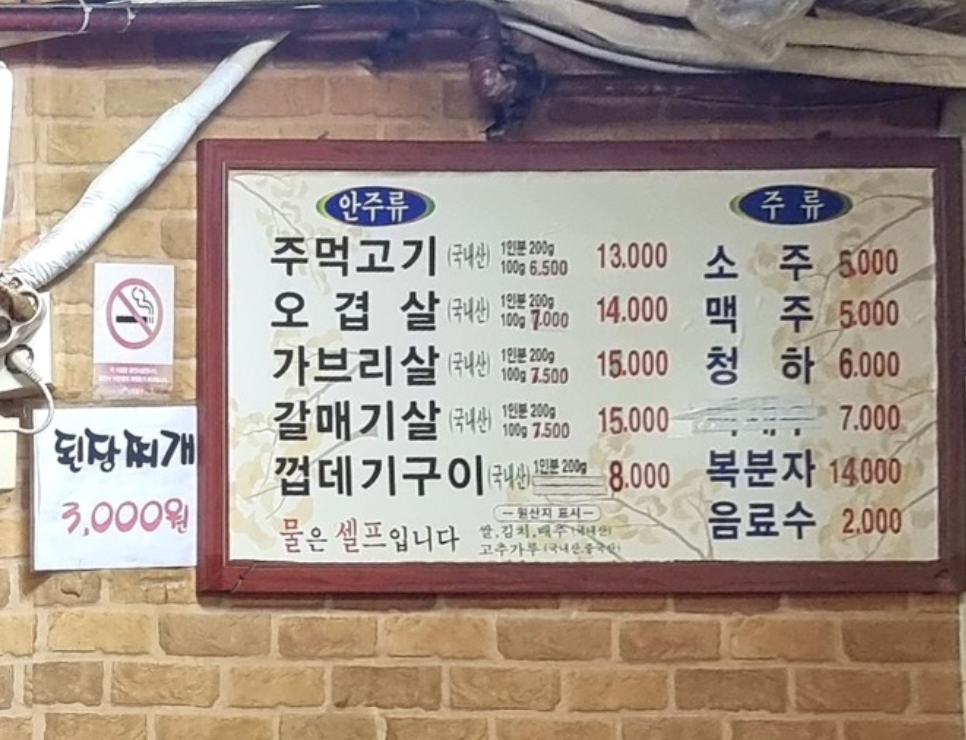 안주류
주먹고기 (국내산) 1인분 200g 100g 6.500 13.000
오겹살 (국내산) 1인분 200g 100g 7.000 14.000
가브리살 (국내산) 1인분 200g 100g 7.500 15.000
갈매기살 (국내산) 1인분 200g 100g 7.500 15.000
껍데기구이 (국내산) 1인분 200g 8.000
물은 셀프입니다
원산지 표시
쌀, 김치, 배추 (국내산)
고추가루 (국내산,중국산)
주류
소주 5.000
맥주 5.000
청하 6.000
7.000
복분자 14.000
음료수 2.000
된장찌개
3,000원